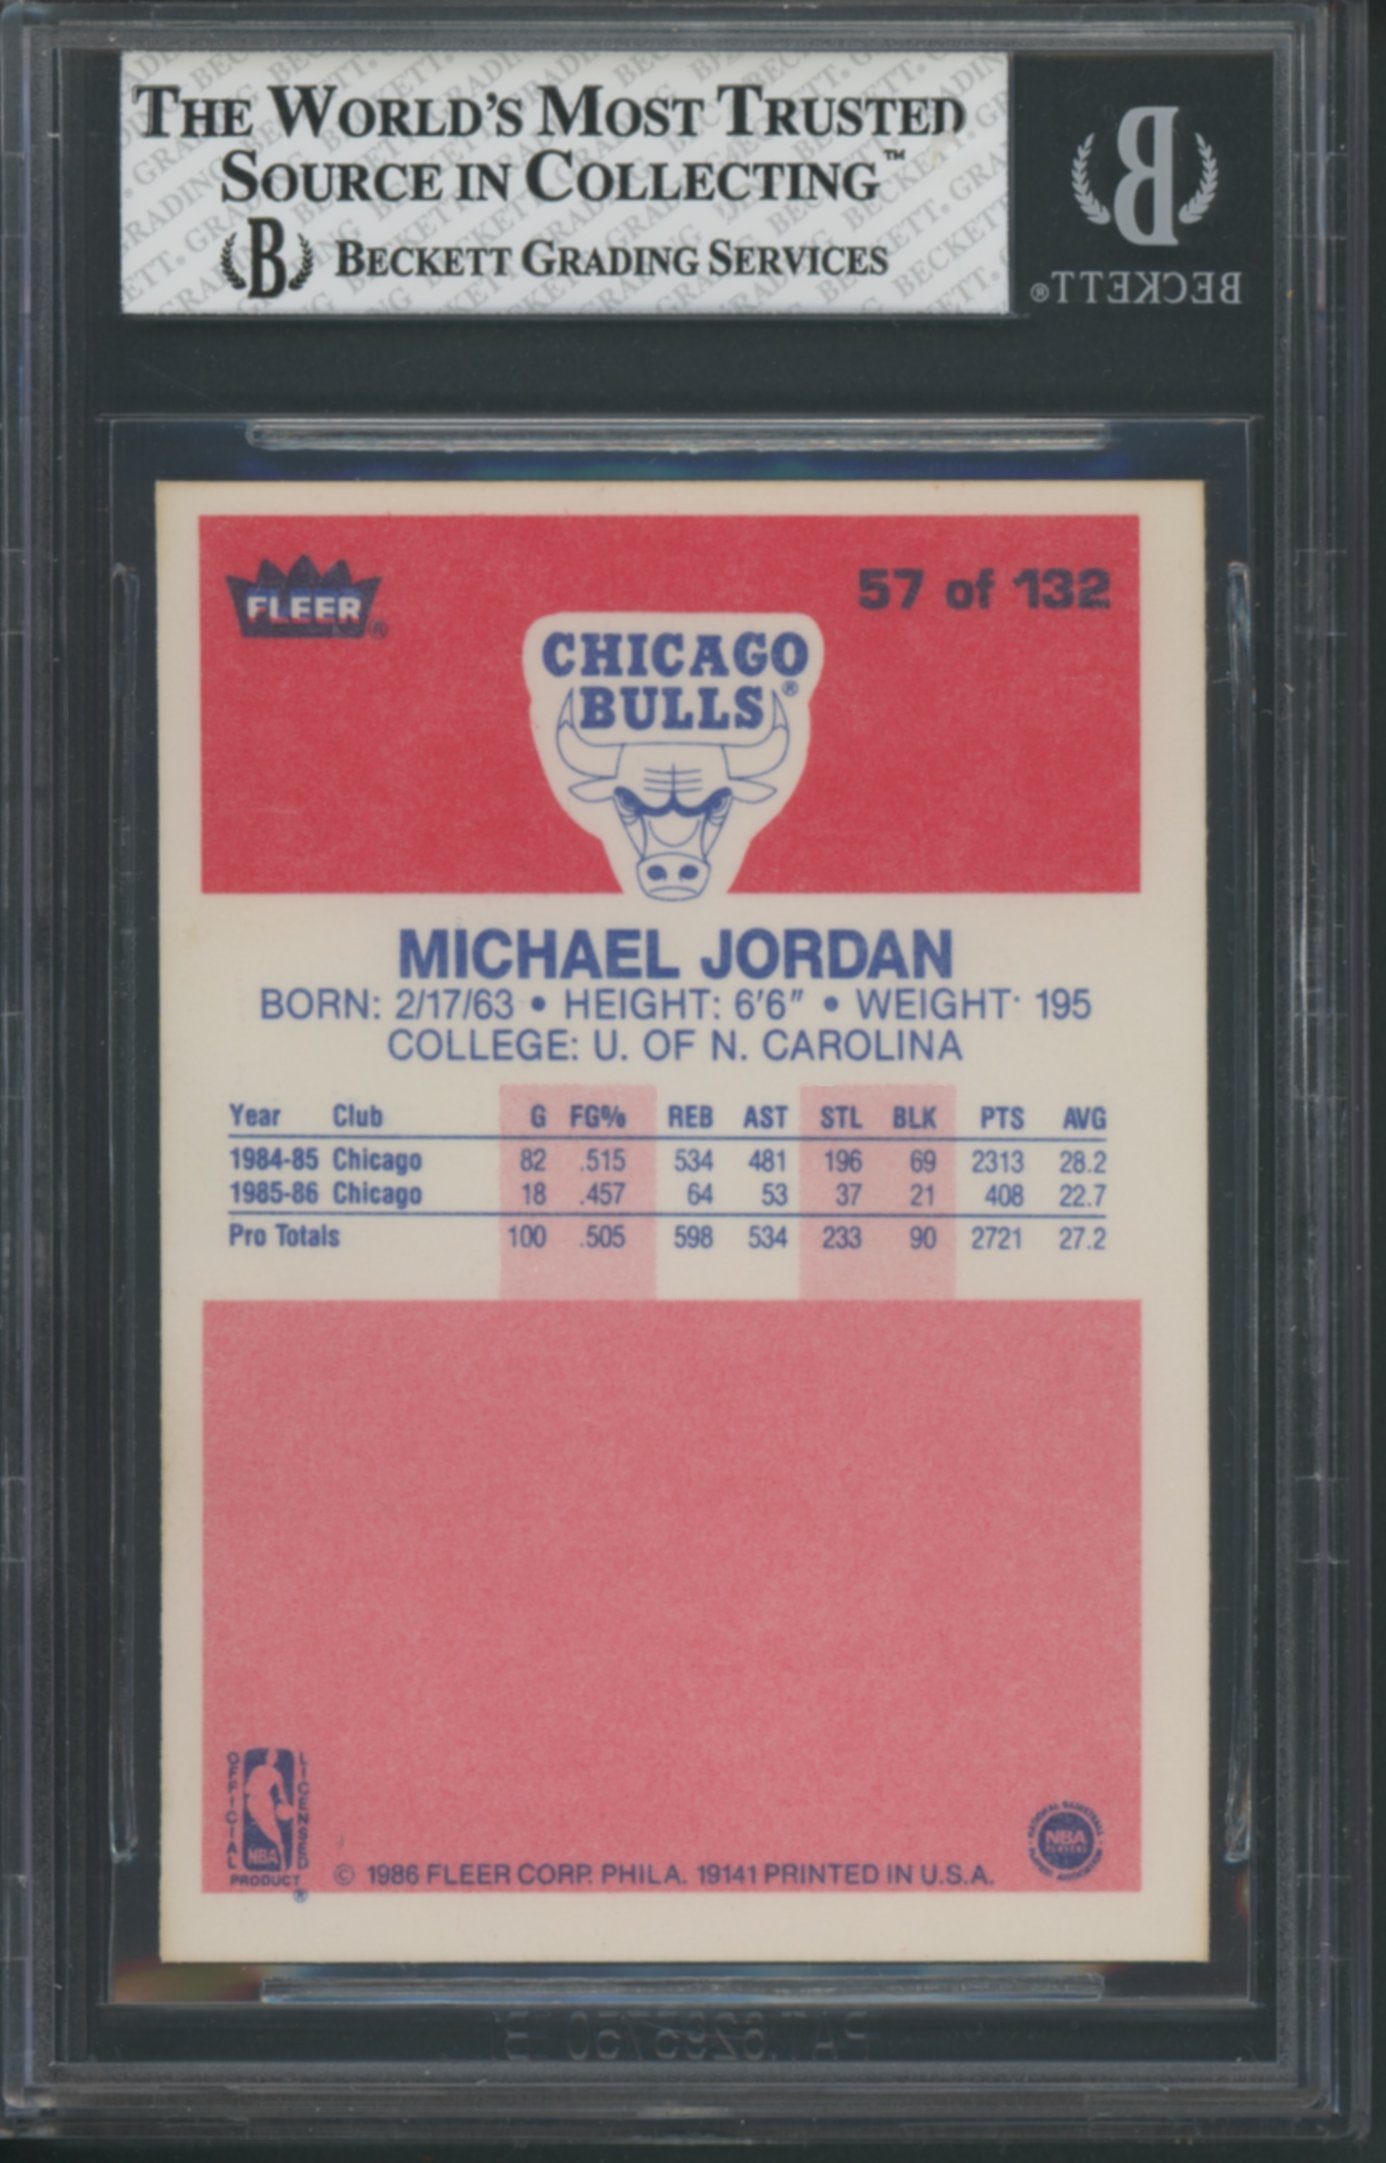 THE WORLD'S MOST TRUSTED
SOURCE IN COLLECTING™
B BECKETT GRADING SERVICES
B
BECKETT®
FLEER®
57 of 132
CHICAGO
BULLS®
MICHAEL JORDAN
BORN: 2/17/63 • HEIGHT: 6'6" • WEIGHT· 195
COLLEGE: U. OF N. CAROLINA
Year Club G FG% REB AST STL BLK PTS AVG
1984-85 Chicago 82 .515 534 481 196 69 2313 28.2
1985-86 Chicago 18 .457 64 53 37 21 408 22.7
Pro Totals 100 .505 598 534 233 90 2721 27.2
OFFICIAL
LICENSED
NBA
PRODUCT®
© 1986 FLEER CORP. PHILA. 19141 PRINTED IN U.S.A.
NATIONAL BASKETBALL
NBA
PLAYERS
ASSOCIATION